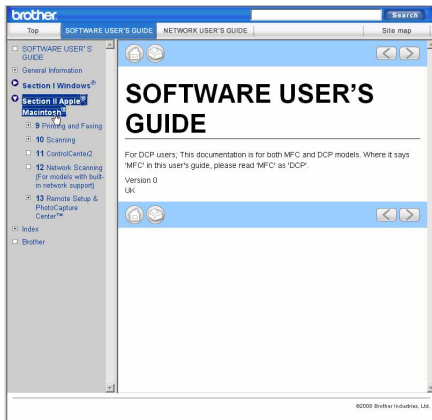 brother.
Search
Top
SOFTWARE USER'S GUIDE
NETWORK USER'S GUIDE
Site map
SOFTWARE USER' S
GUIDE
General Information
Section I Windows®
Section II Apple®
Macintosh®
9 Printing and Faxing
10 Scanning
11 ControlCenter2
12 Network Scanning
(For models with built-
in network support)
13 Remote Setup &
PhotoCapture
Center™
Index
Brother
SOFTWARE USER'S
GUIDE
For DCP users; This documentation is for both MFC and DCP models. Where it says
'MFC' in this user's guide, please read 'MFC' as 'DCP'.
Version 0
UK
©2006 Brother Industries, Ltd.